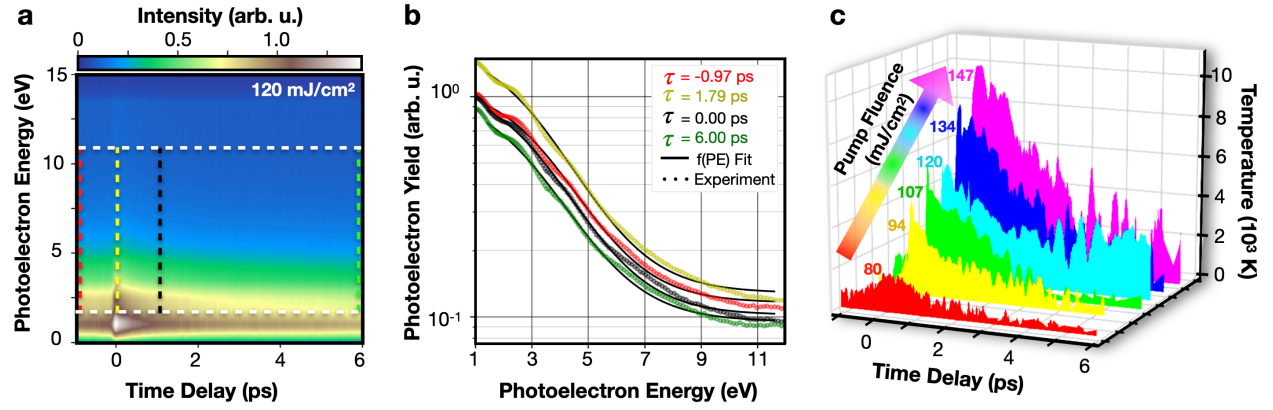 a
Intensity (arb. u.)
0 0.5 1.0
120 mJ/cm²
Photoelectron Energy (eV)
15
10
5
0
0 2 4 6
Time Delay (ps)
b
Photoelectron Yield (arb. u.)
10⁰
10⁻¹
τ = -0.97 ps
τ = 1.79 ps
τ = 0.00 ps
τ = 6.00 ps
f(PE) Fit
Experiment
1 3 5 7 9 11
Photoelectron Energy (eV)
c
Pump Fluence
(mJ/cm²)
147
134
120
107
94
80
10
8
6
4
2
0
Temperature (10³ K)
0 2 4 6
Time Delay (ps)